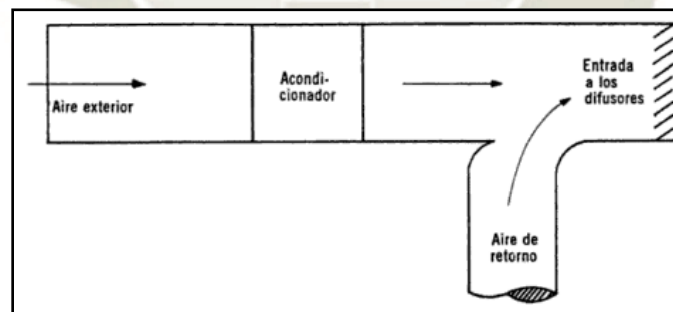 Aire exterior
Acondi-
cionador
Entrada
a los
difusores
Aire de
retorno